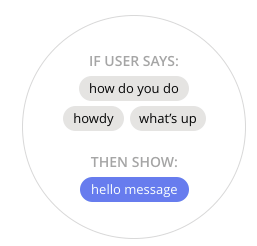 IF USER SAYS:
how do you do
howdy what's up
THEN SHOW:
hello message